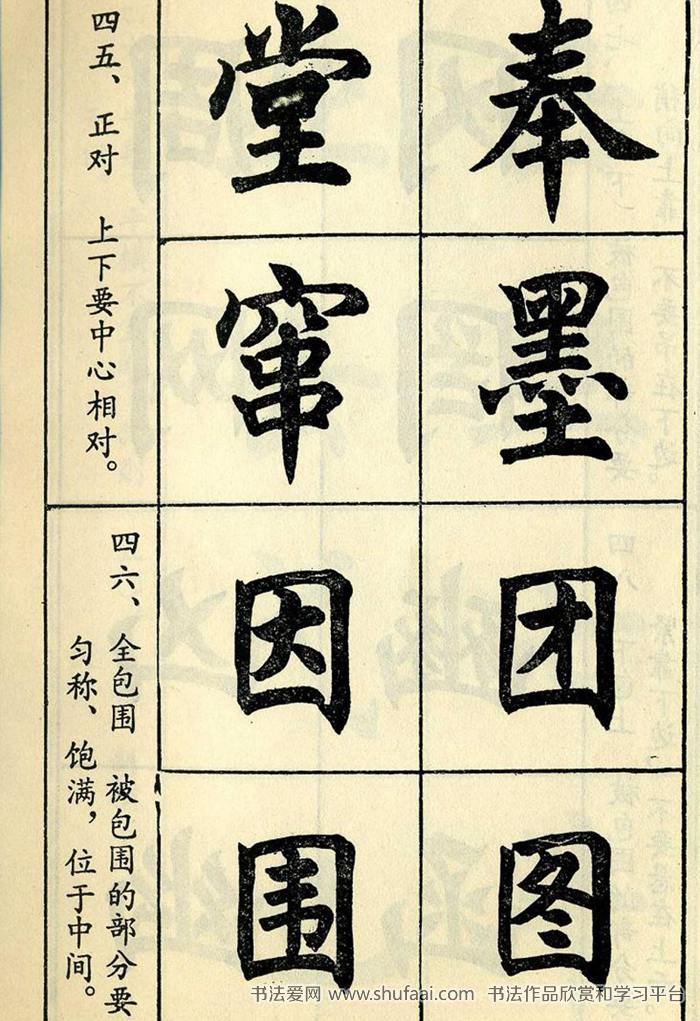 四五、 正对 上下要中心相对。
堂 奉
窜 墨
四六、 全包围 被包围的部分要
匀称、饱满，位于中间。
因 团
围 图
书法爱网 www.shufaai.com 书法作品欣赏和学习平台